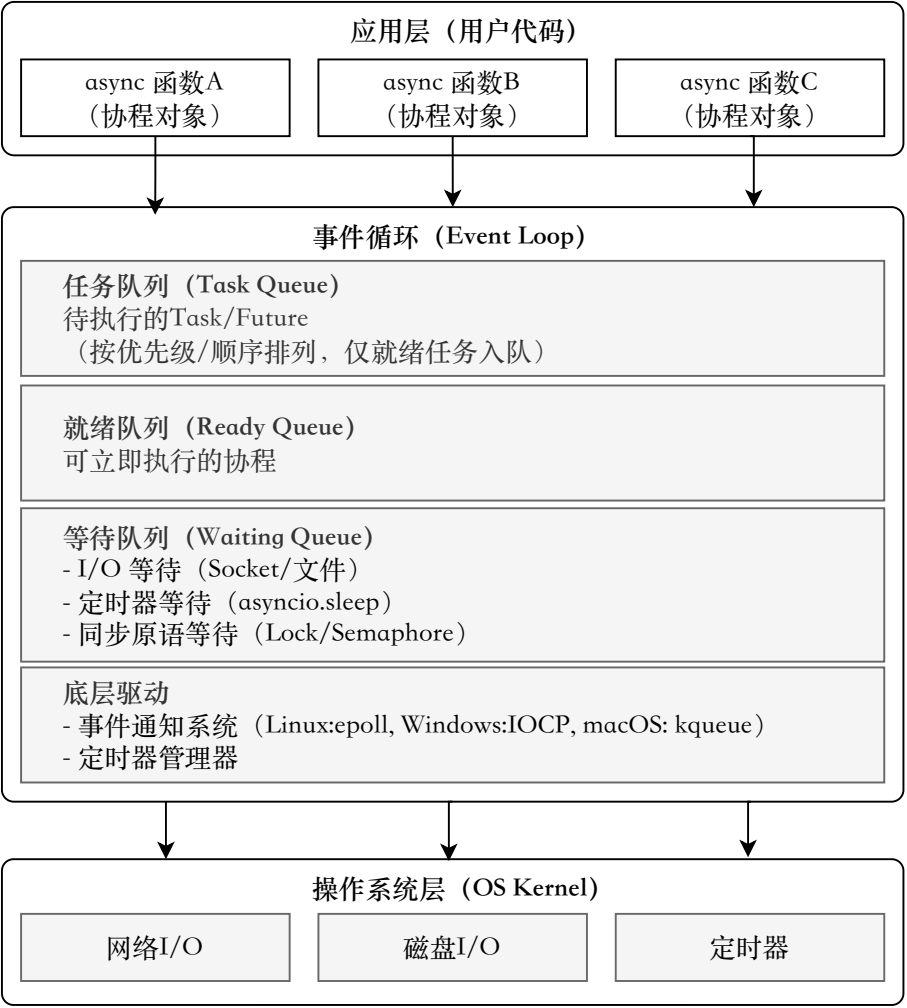 应用层（用户代码）
async 函数A
（协程对象）
async 函数B
（协程对象）
async 函数C
（协程对象）
事件循环（Event Loop）
任务队列（Task Queue）
待执行的Task/Future
（按优先级/顺序排列，仅就绪任务入队）
就绪队列（Ready Queue）
可立即执行的协程
等待队列（Waiting Queue）
- I/O 等待（Socket/文件）
- 定时器等待（asyncio.sleep）
- 同步原语等待（Lock/Semaphore）
底层驱动
- 事件通知系统（Linux:epoll, Windows:IOCP, macOS: kqueue）
- 定时器管理器
操作系统层（OS Kernel）
网络I/O
磁盘I/O
定时器